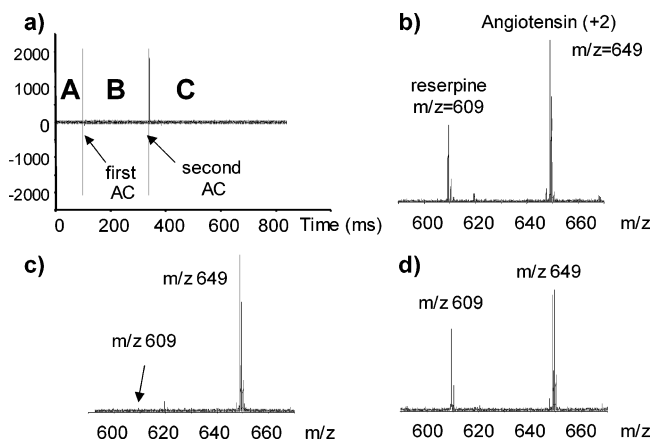 a)
2000
1000
0
-1000
-2000
A B C
first
AC
second
AC
0 200 400 600 800 Time (ms)
b)
Angiotensin (+2)
m/z=649
reserpine
m/z=609
600 620 640 660 m/z
c)
m/z 649
m/z 609
600 620 640 660 m/z
d)
m/z 649
m/z 609
600 620 640 660 m/z